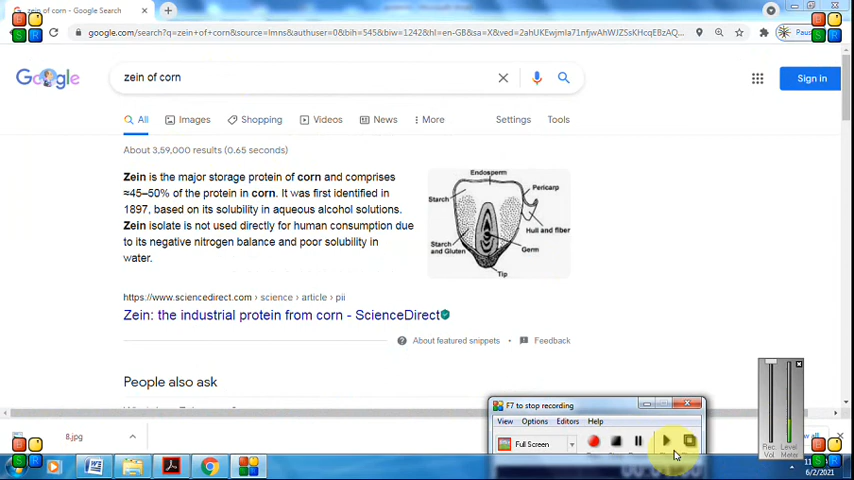 zein of corn - Google Search
google.com/search?q=zein+of+corn&source=lmns&authuser=0&bih=545&biw=1242&hl=en-GB&sa=X&ved=2ahUKEwjmla71nfjwAhWJZSsKHcqEBzQA...
Paus
Google
zein of corn
Sign in
All
Images
Shopping
Videos
News
More
Settings
Tools
About 3,59,000 results (0.65 seconds)
Zein is the major storage protein of corn and comprises
≈45–50% of the protein in corn. It was first identified in
1897, based on its solubility in aqueous alcohol solutions.
Zein isolate is not used directly for human consumption due
to its negative nitrogen balance and poor solubility in
water.
Endosperm
Pericarp
Starch
Hull and fiber
Starch
and Gluten
Germ
Tip
https://www.sciencedirect.com › science › article › pii
Zein: the industrial protein from corn - ScienceDirect
About featured snippets
Feedback
People also ask
F7 to stop recording
View Options Editors Help
Full Screen
Rec. Vol
Level Meter
8.jpg
6/2/2021